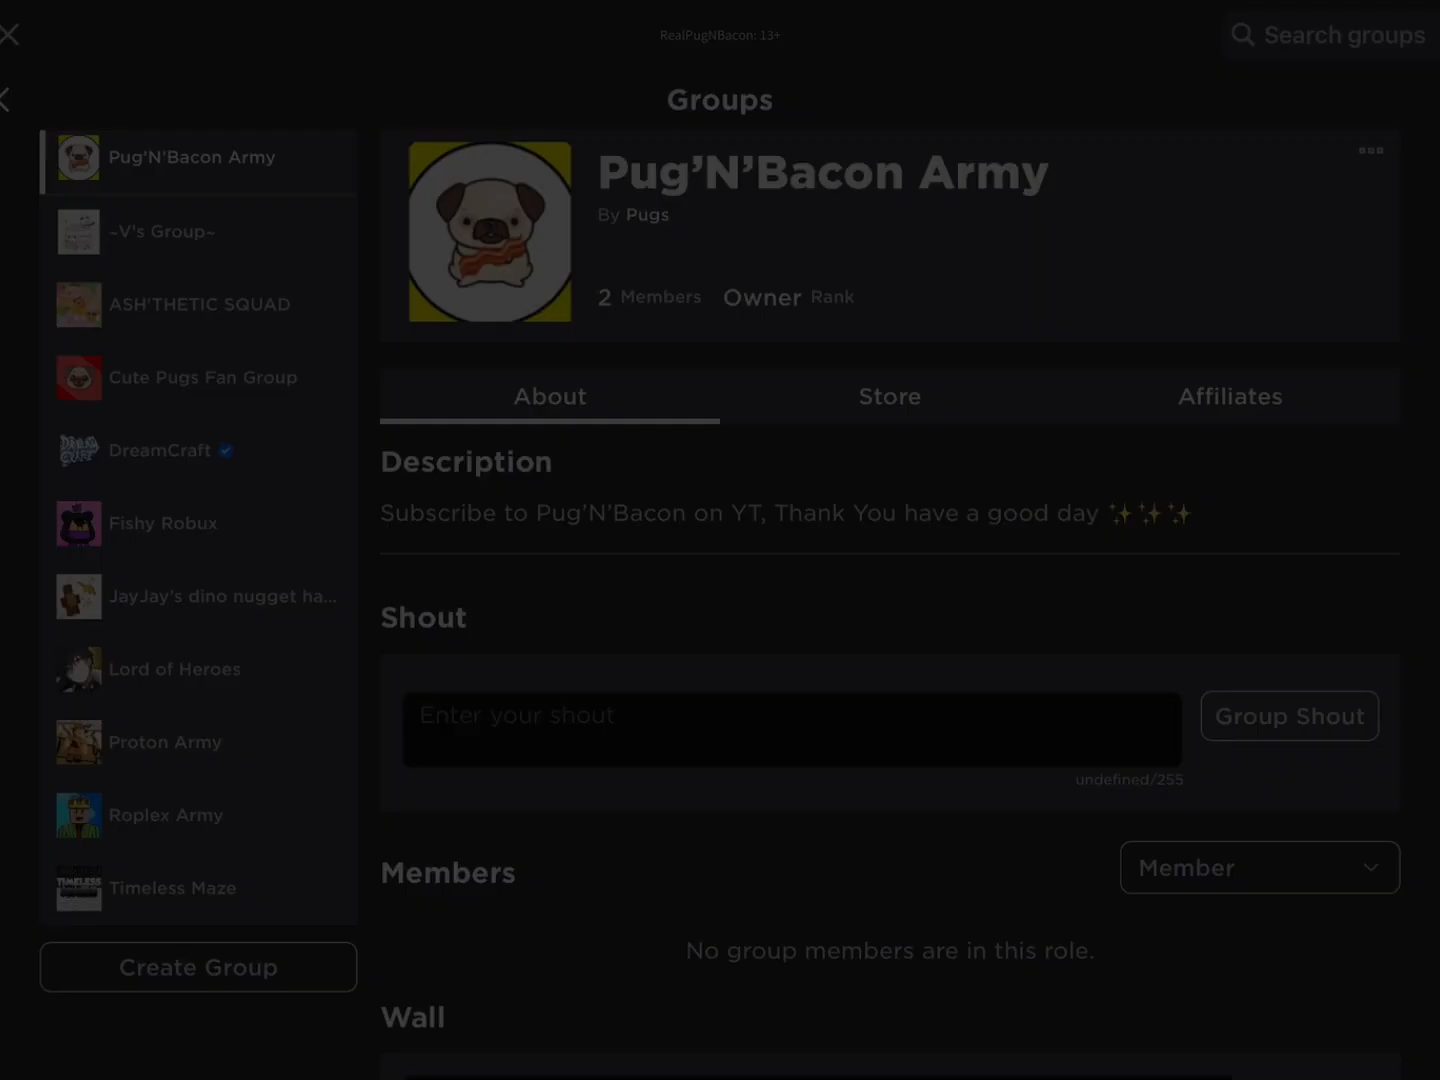 RealPugNBacon: 13+
Search groups
Groups
Pug’N’Bacon Army
~V's Group~
ASH'THETIC SQUAD
Cute Pugs Fan Group
DreamCraft
Fishy Robux
JayJay's dino nugget ha...
Lord of Heroes
Proton Army
Roplex Army
TIMELESS
Timeless Maze
Create Group
Pug’N’Bacon Army
By Pugs
2 Members Owner Rank
About Store Affiliates
Description
Subscribe to Pug’N’Bacon on YT, Thank You have a good day ✨✨✨
Shout
Enter your shout
Group Shout
undefined/255
Members
Member
No group members are in this role.
Wall